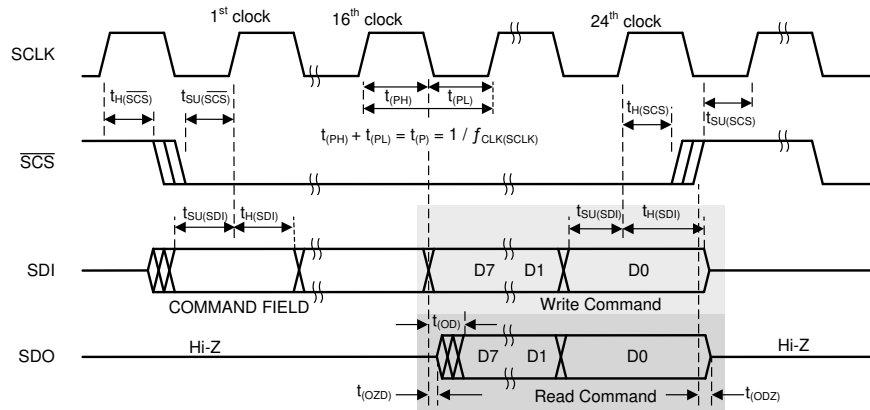 1st clock 16th clock 24th clock
SCLK
tH(SCS) tSU(SCS) t(PH) t(PL) tH(SCS) tSU(SCS)
t(PH) + t(PL) = t(P) = 1 / fCLK(SCLK)
SCS
tSU(SDI) tH(SDI) tSU(SDI) tH(SDI)
SDI D7 D1 D0
COMMAND FIELD Write Command
t(OD)
SDO Hi-Z D7 D1 D0 Hi-Z
t(OZD) Read Command t(ODZ)